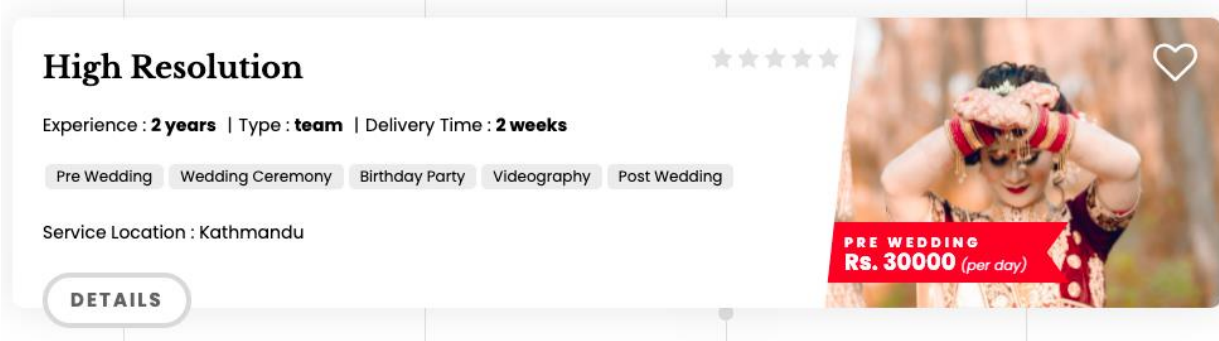 High Resolution
Experience : 2 years | Type : team | Delivery Time : 2 weeks
Pre Wedding Wedding Ceremony Birthday Party Videography Post Wedding
Service Location : Kathmandu
DETAILS
PRE WEDDING
Rs. 30000 (per day)